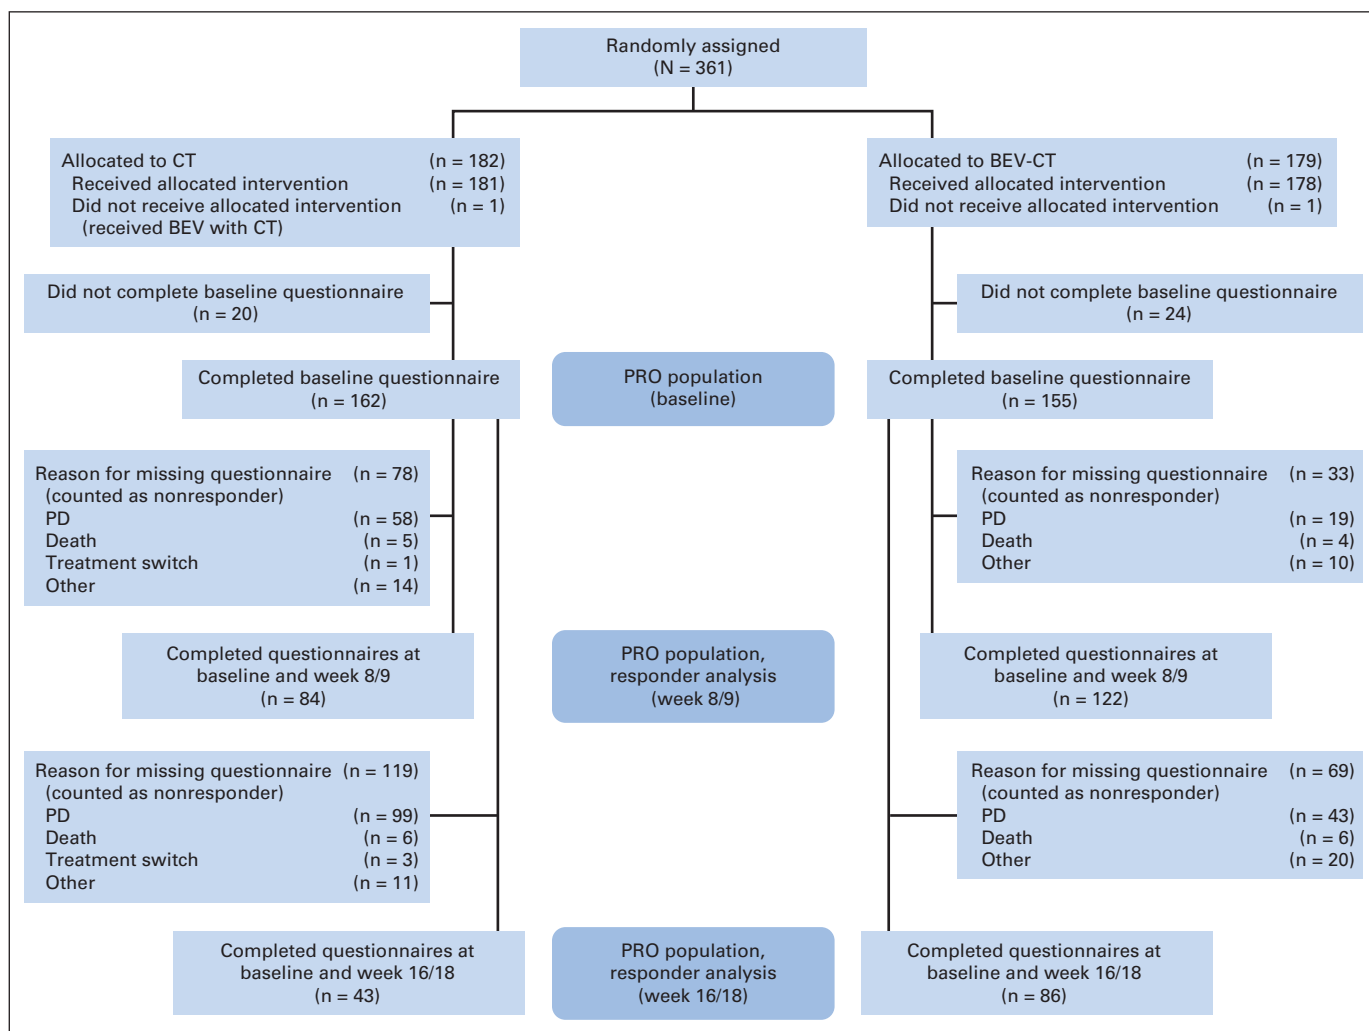 Randomly assigned
(N = 361)
Allocated to CT (n = 182)
Received allocated intervention (n = 181)
Did not receive allocated intervention (n = 1)
(received BEV with CT)
Allocated to BEV-CT (n = 179)
Received allocated intervention (n = 178)
Did not receive allocated intervention (n = 1)
Did not complete baseline questionnaire
(n = 20)
Did not complete baseline questionnaire
(n = 24)
Completed baseline questionnaire
(n = 162)
PRO population
(baseline)
Completed baseline questionnaire
(n = 155)
Reason for missing questionnaire (n = 78)
(counted as nonresponder)
PD (n = 58)
Death (n = 5)
Treatment switch (n = 1)
Other (n = 14)
Reason for missing questionnaire (n = 33)
(counted as nonresponder)
PD (n = 19)
Death (n = 4)
Other (n = 10)
Completed questionnaires at
baseline and week 8/9
(n = 84)
PRO population,
responder analysis
(week 8/9)
Completed questionnaires at
baseline and week 8/9
(n = 122)
Reason for missing questionnaire (n = 119)
(counted as nonresponder)
PD (n = 99)
Death (n = 6)
Treatment switch (n = 3)
Other (n = 11)
Reason for missing questionnaire (n = 69)
(counted as nonresponder)
PD (n = 43)
Death (n = 6)
Other (n = 20)
Completed questionnaires at
baseline and week 16/18
(n = 43)
PRO population,
responder analysis
(week 16/18)
Completed questionnaires at
baseline and week 16/18
(n = 86)